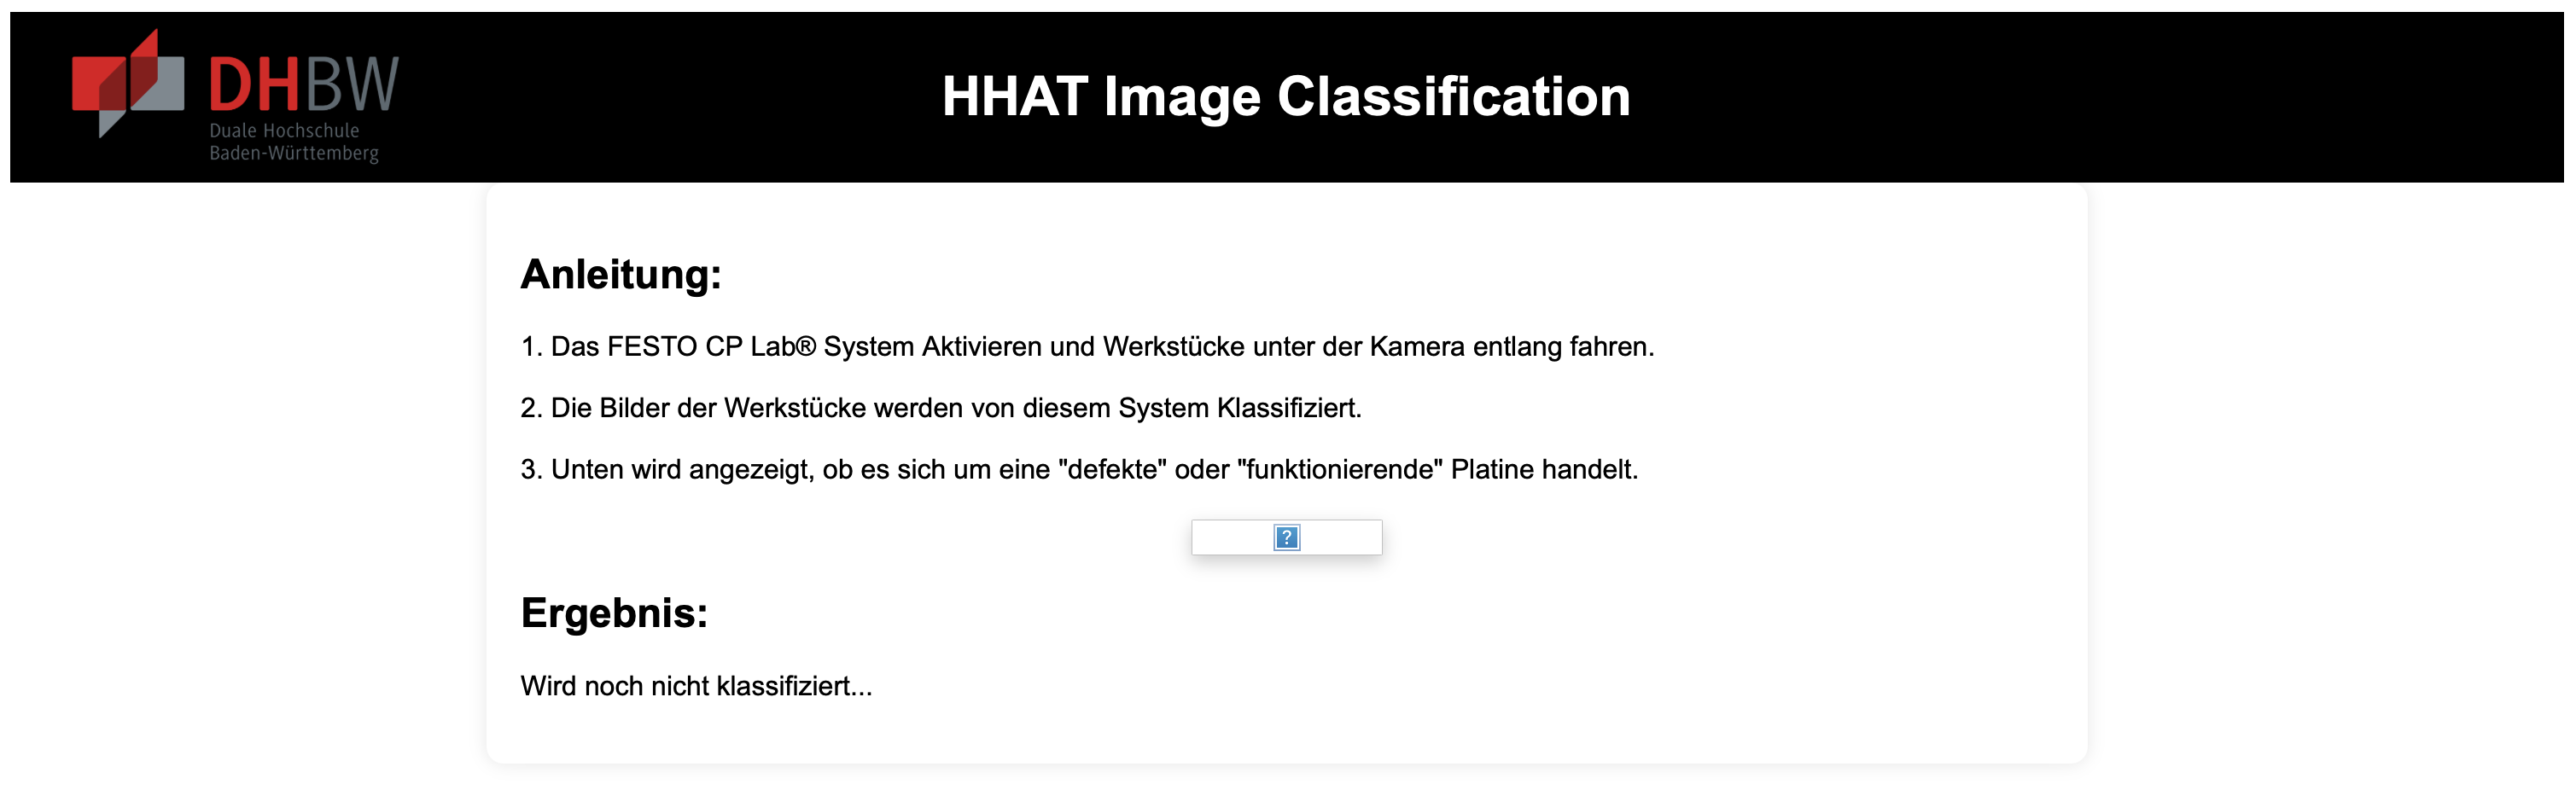 DHBW
Duale Hochschule
Baden-Württemberg
HHAT Image Classification
Anleitung:
1. Das FESTO CP Lab® System Aktivieren und Werkstücke unter der Kamera entlang fahren.
2. Die Bilder der Werkstücke werden von diesem System Klassifiziert.
3. Unten wird angezeigt, ob es sich um eine "defekte" oder "funktionierende" Platine handelt.
?
Ergebnis:
Wird noch nicht klassifiziert...